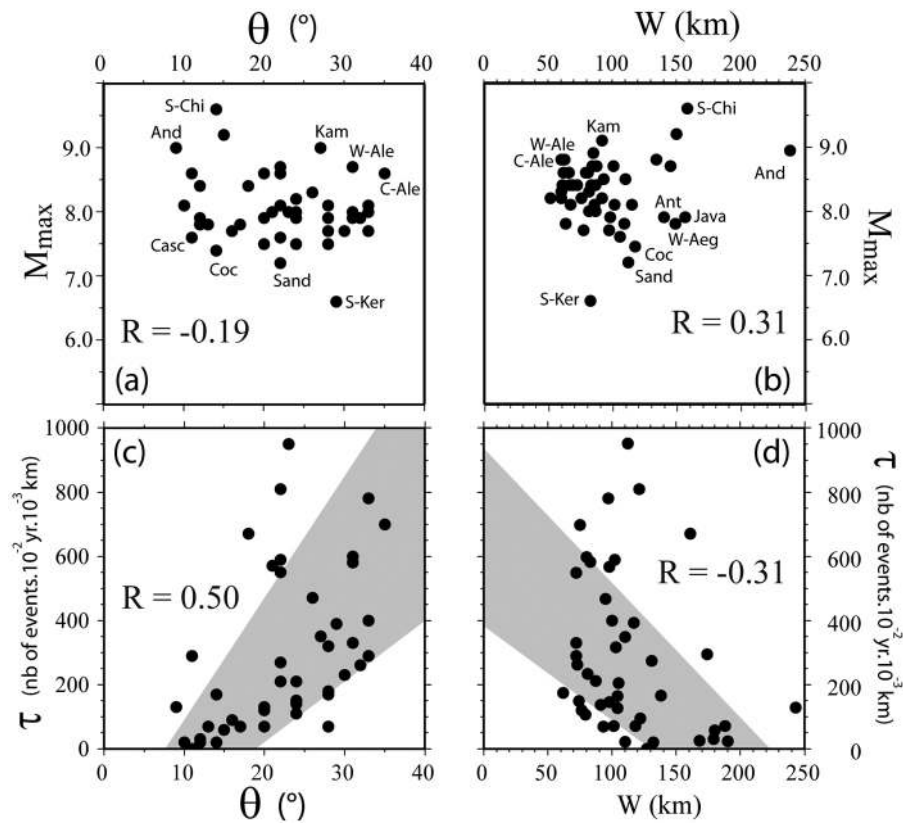 θ (°)
0 10 20 30 40
W (km)
0 50 100 150 200 250
S-Chi
And
Kam
W-Ale
C-Ale
Casc
Coc
Sand
S-Ker
9.0
8.0
7.0
6.0
M max
R = -0.19
(a)
S-Chi
Kam
W-Ale
C-Ale
And
Ant
Java
W-Aeg
Coc
Sand
S-Ker
9.0
8.0
7.0
6.0
M max
R = 0.31
(b)
1000
800
600
400
200
0
τ (nb of events.10⁻² yr.10⁻³ km)
(c)
R = 0.50
0 10 20 30 40
θ (°)
(d)
R = -0.31
1000
800
600
400
200
0
τ
(nb of events.10⁻² yr.10⁻³ km)
0 50 100 150 200 250
W (km)